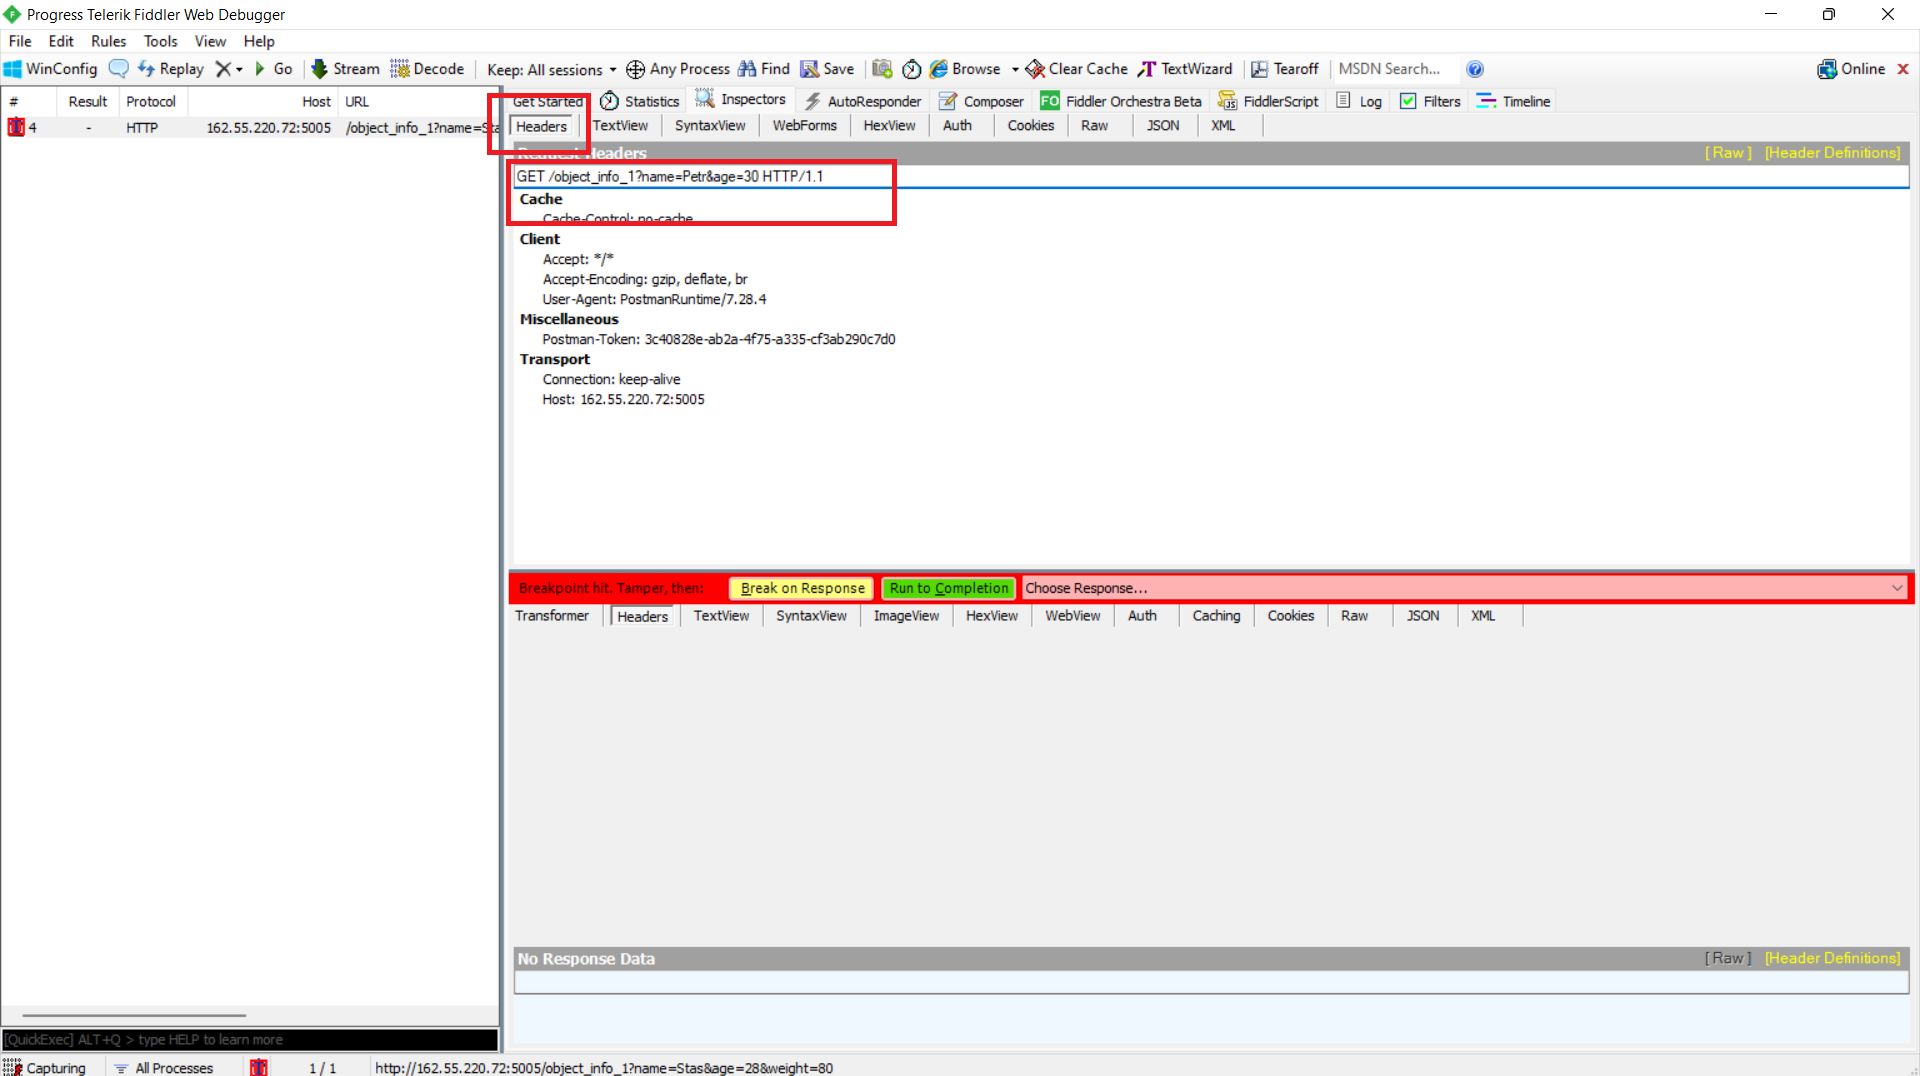 Progress Telerik Fiddler Web Debugger
File Edit Rules Tools View Help
WinConfig Replay Go Stream Decode Keep: All sessions Any Process Find Save Browse Clear Cache TextWizard Tearoff MSDN Search... Online
# Result Protocol Host URL
4 - HTTP 162.55.220.72:5005 /object_info_1?name=Sta
Get Started Statistics Inspectors AutoResponder Composer FO Fiddler Orchestra Beta FiddlerScript Log Filters Timeline
Headers TextView SyntaxView WebForms HexView Auth Cookies Raw JSON XML
Request Headers [ Raw ] [Header Definitions]
GET /object_info_1?name=Petr&age=30 HTTP/1.1
Cache
Cache-Control: no-cache
Client
Accept: */*
Accept-Encoding: gzip, deflate, br
User-Agent: PostmanRuntime/7.28.4
Miscellaneous
Postman-Token: 3c40828e-ab2a-4f75-a335-cf3ab290c7d0
Transport
Connection: keep-alive
Host: 162.55.220.72:5005
Breakpoint hit. Tamper, then: Break on Response Run to Completion Choose Response...
Transformer Headers TextView SyntaxView ImageView HexView WebView Auth Caching Cookies Raw JSON XML
No Response Data [ Raw ] [Header Definitions]
[QuickExec] ALT+Q > type HELP to learn more
Capturing All Processes 1 / 1 http://162.55.220.72:5005/object_info_1?name=Stas&age=28&weight=80